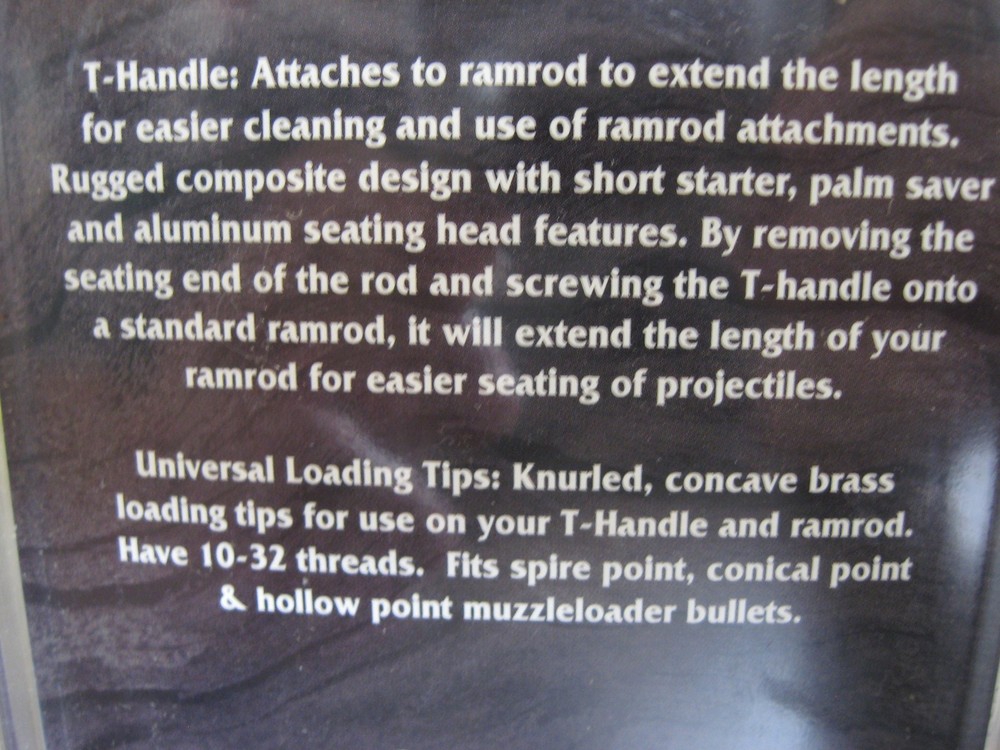 T-Handle: Attaches to ramrod to extend the length
for easier cleaning and use of ramrod attachments.
Rugged composite design with short starter, palm saver
and aluminum seating head features. By removing the
seating end of the rod and screwing the T-handle onto
a standard ramrod, it will extend the length of your
ramrod for easier seating of projectiles.
Universal Loading Tips: Knurled, concave brass
loading tips for use on your T-Handle and ramrod.
Have 10-32 threads. Fits spire point, conical point
& hollow point muzzleloader bullets.